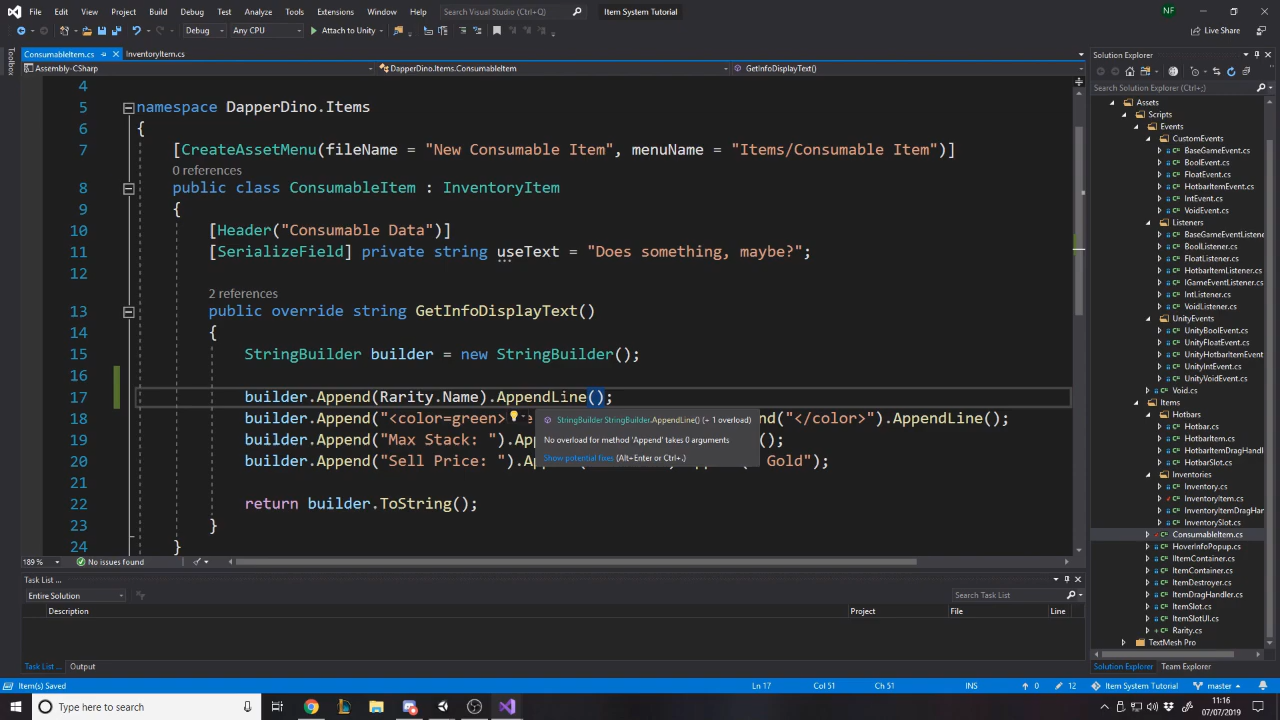 File Edit View Project Build Debug Test Analyze Tools Extensions Window Help Search Visual Studio (Ctrl+Q) Item System Tutorial NF
Debug Any CPU Attach to Unity Live Share
Toolbox
ConsumableItem.cs InventoryItem.cs
Assembly-CSharp DapperDino.Items.ConsumableItem GetInfoDisplayText()
4
5 namespace DapperDino.Items
6 {
7 [CreateAssetMenu(fileName = "New Consumable Item", menuName = "Items/Consumable Item")]
0 references
8 public class ConsumableItem : InventoryItem
9 {
10 [Header("Consumable Data")]
11 [SerializeField] private string useText = "Does something, maybe?";
12
2 references
13 public override string GetInfoDisplayText()
14 {
15 StringBuilder builder = new StringBuilder();
16
17 builder.Append(Rarity.Name).AppendLine();
18 builder.Append("<color=green> "</color>").AppendLine();
19 builder.Append("Max Stack: ").Ap ();
20 builder.Append("Sell Price: ").A Gold");
21
22 return builder.ToString();
23 }
24 }
StringBuilder StringBuilder.AppendLine() (+ 1 overload)
No overload for method 'Append' takes 0 arguments
Show potential fixes (Alt+Enter or Ctrl+.)
189 % No issues found
Task List ...
Entire Solution Search Task List
Description Project File Line
Task List ... Output
Solution Explorer
Search Solution Explorer (Ctrl+;)
Assets
Scripts
Events
CustomEvents
BaseGameEvent.cs
BoolEvent.cs
FloatEvent.cs
HotbarItemEvent.cs
IntEvent.cs
VoidEvent.cs
Listeners
BaseGameEventListene
BoolListener.cs
FloatListener.cs
HotbarItemListener.cs
IGameEventListener.cs
IntListener.cs
VoidListener.cs
UnityEvents
UnityBoolEvent.cs
UnityFloatEvent.cs
UnityHotbarItemEvent
UnityIntEvent.cs
UnityVoidEvent.cs
Items
Hotbars
Hotbar.cs
HotbarItem.cs
HotbarItemDragHandl
HotbarSlot.cs
Inventories
Inventory.cs
InventoryItem.cs
InventoryItemDragHan
InventorySlot.cs
ConsumableItem.cs
HoverInfoPopup.cs
IItemContainer.cs
ItemContainer.cs
ItemDestroyer.cs
ItemDragHandler.cs
ItemSlot.cs
ItemSlotUI.cs
Rarity.cs
TextMesh Pro
Solution Explorer Team Explorer
Item(s) Saved Ln 17 Col 51 Ch 51 INS 0 12 Item System Tutorial master
Type here to search 11:16
07/07/2019